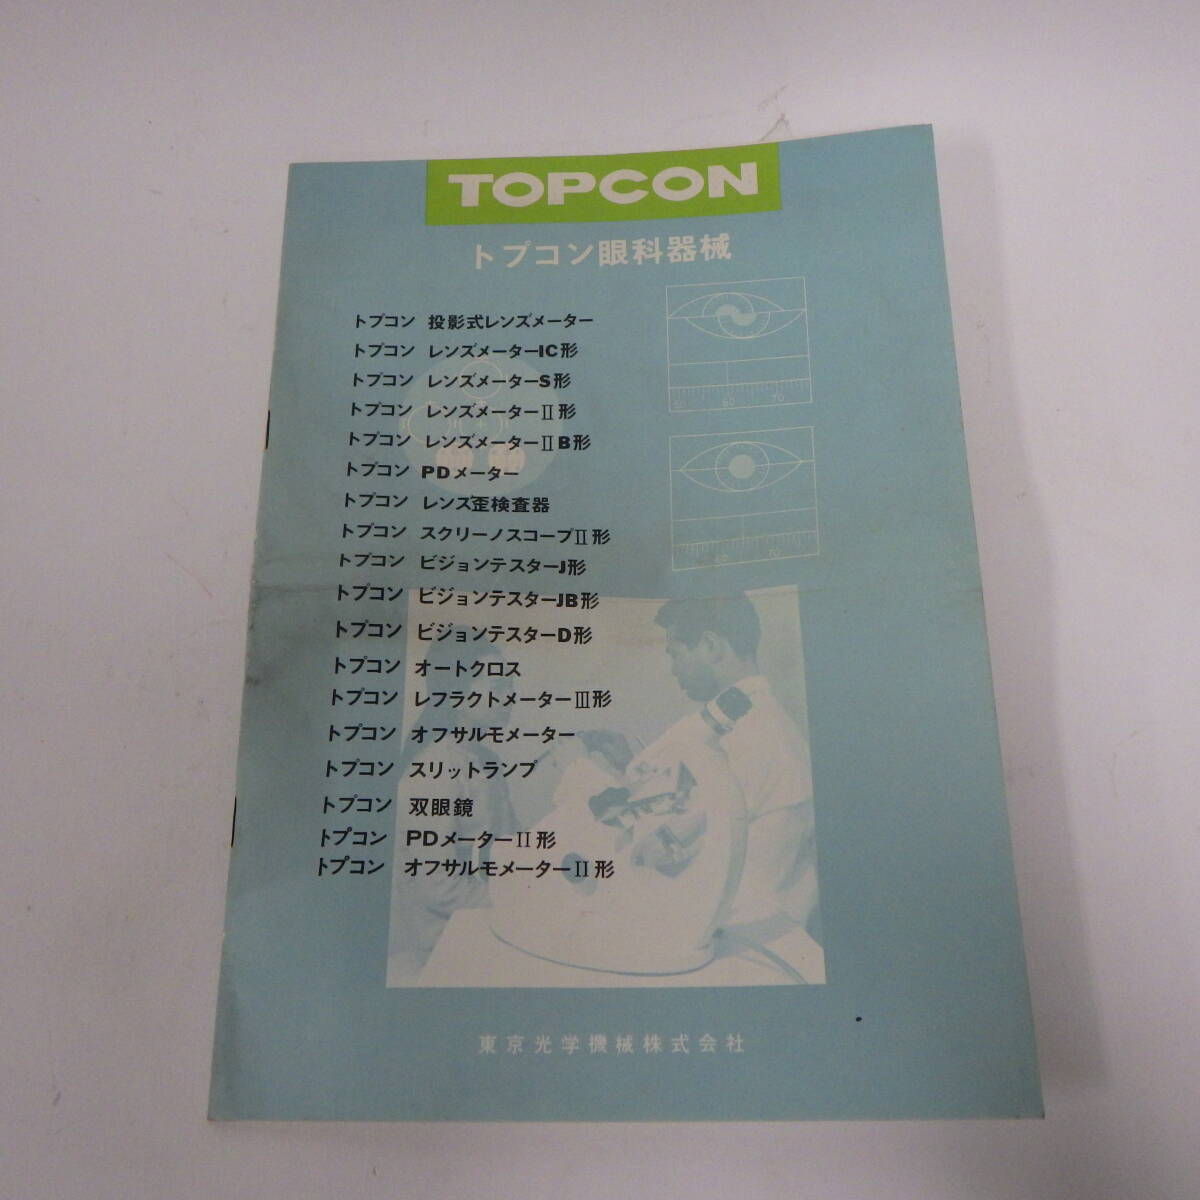 TOPCON
トプコン眼科器械
トプコン 投影式レンズメーター
トプコン レンズメーターIC形
トプコン レンズメーターS形
トプコン レンズメーターII形
トプコン レンズメーターIIB形
トプコン PDメーター
トプコン レンズ歪検査器
トプコン スクリーノスコープII形
トプコン ビジョンテスターJ形
トプコン ビジョンテスターJB形
トプコン ビジョンテスターD形
トプコン オートクロス
トプコン レフラクトメーターIII形
トプコン オフサルモメーター
トプコン スリットランプ
トプコン 双眼鏡
トプコン PDメーターII形
トプコン オフサルモメーターII形
50 60 70
60 70
東京光学機械株式会社